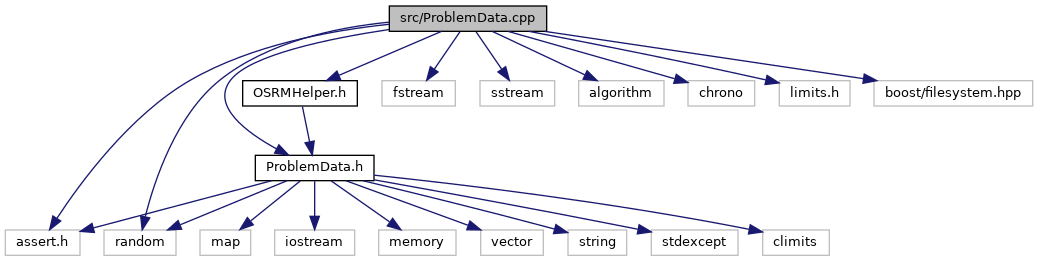 src/ProblemData.cpp
OSRMHelper.h
fstream
sstream
algorithm
chrono
limits.h
boost/filesystem.hpp
ProblemData.h
assert.h
random
map
iostream
memory
vector
string
stdexcept
climits